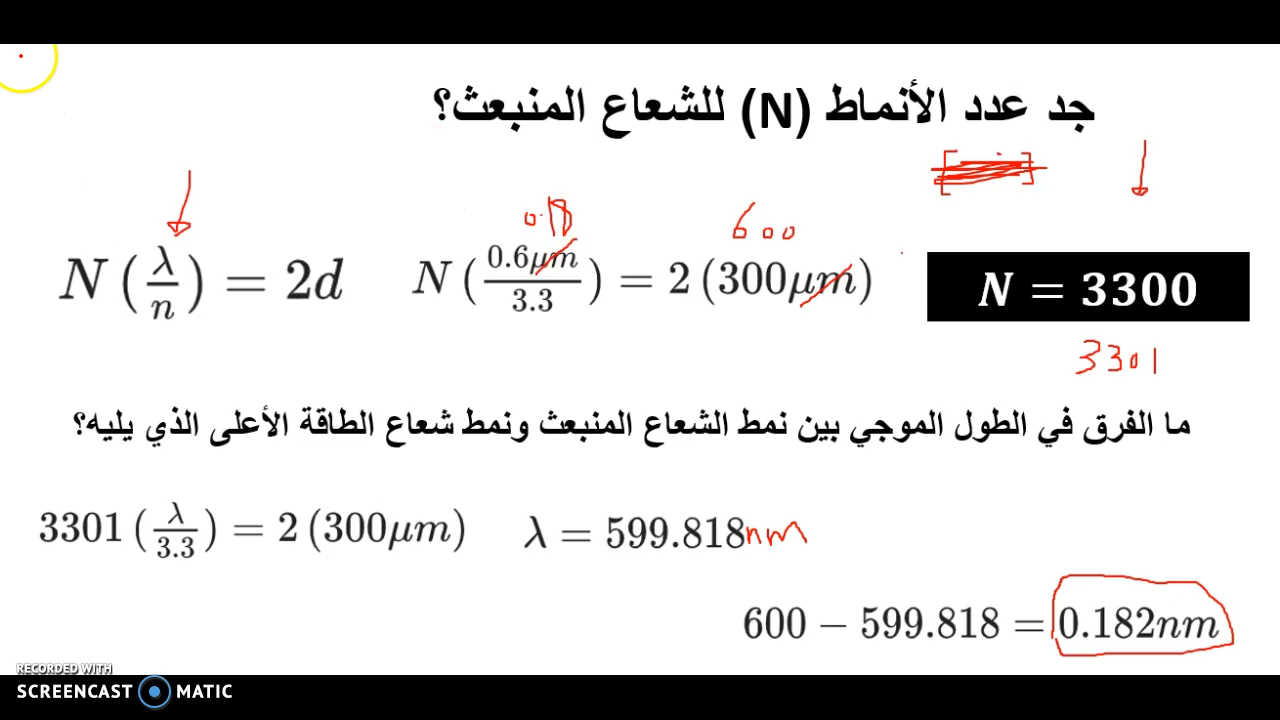 جد عدد الأنماط (N) للشعاع المنبعث؟
0.18
600
N(λ/n) = 2d
N(0.6μm/3.3) = 2(300μm)
N = 3300
3301
ما الفرق في الطول الموجي بين نمط الشعاع المنبعث ونمط شعاع الطاقة الأعلى الذي يليه؟
3301(λ/3.3) = 2(300μm)
λ = 599.818nm
600 − 599.818 = 0.182nm
RECORDED WITH
SCREENCAST MATIC